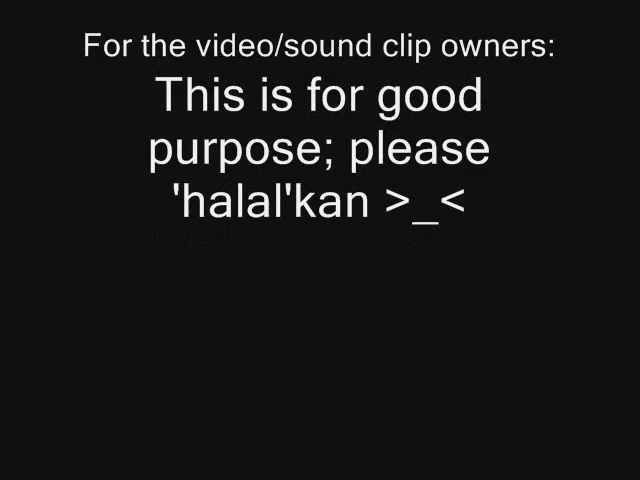 For the video/sound clip owners:
This is for good
purpose; please
'halal'kan >_<